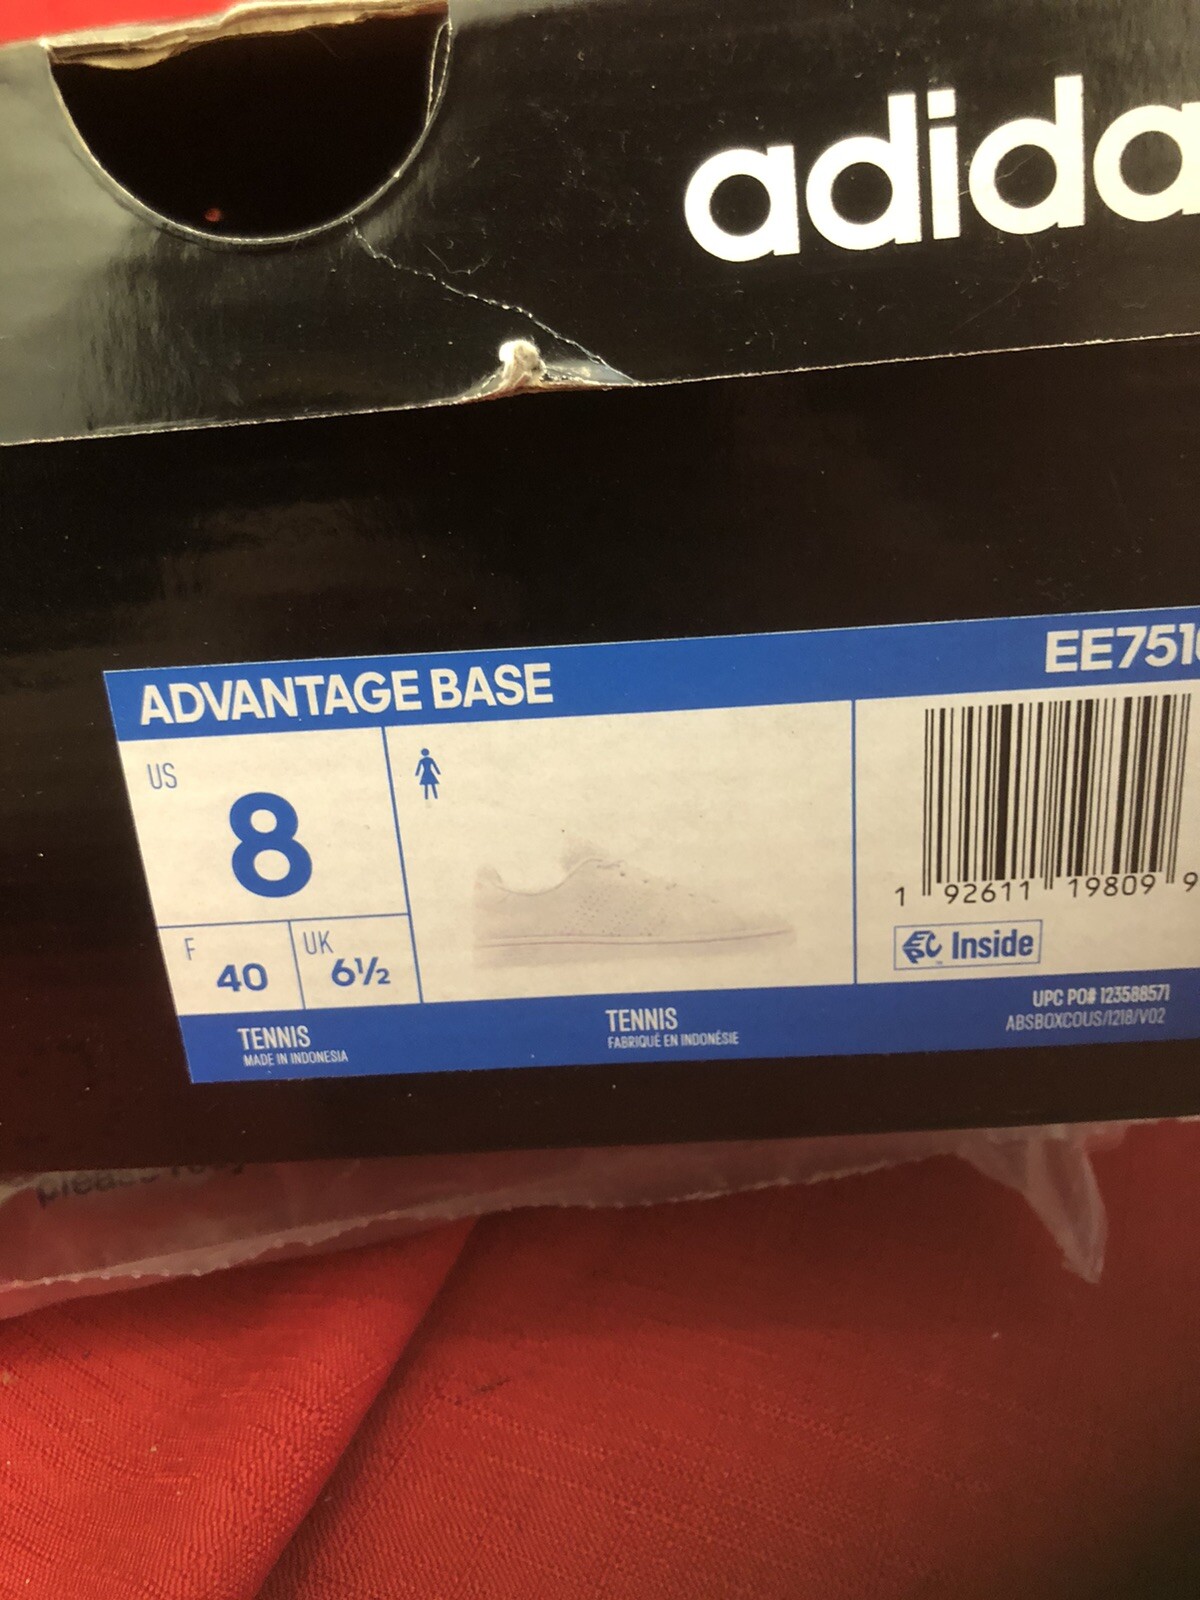 adida
ADVANTAGE BASE
EE751
US
8
F
40
UK
6½
1 92611 19809 9
EPC Inside
TENNIS
MADE IN INDONESIA
TENNIS
FABRIQUÉ EN INDONÉSIE
UPC PO# 123588571
ABSBOXCOUS/1218/V02